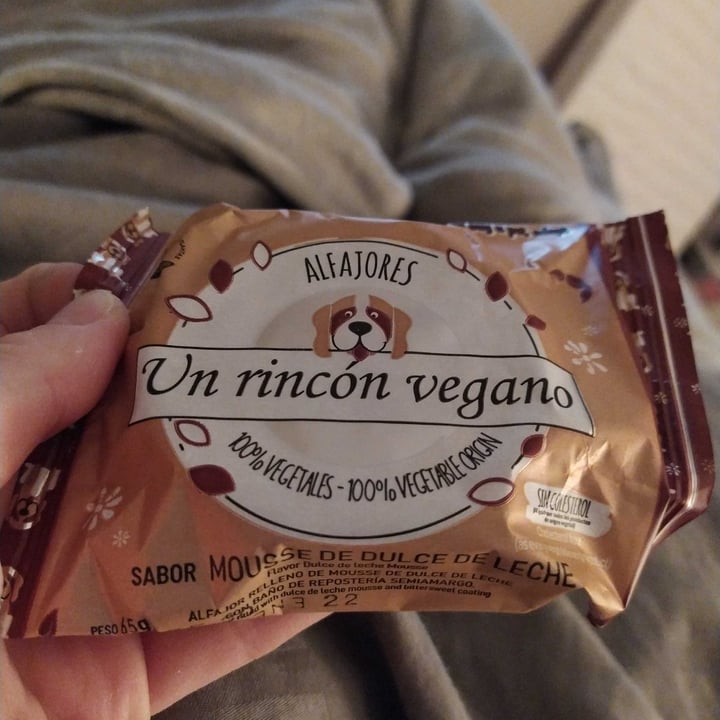 ALFAJORES
Un rincón vegano
100% VEGETALES - 100% VEGETABLE ORIGIN
SIN COLESTEROL
SABOR MOUSSE DE DULCE DE LECHE
Flavor Dulce de leche Mousse
ALFAJOR RELLENO DE MOUSSE DE DULCE DE LECHE
CON BAÑO DE REPOSTERÍA SEMIAMARGO.
filled with dulce de leche mousse and bittersweet coating
22
PESO 65g